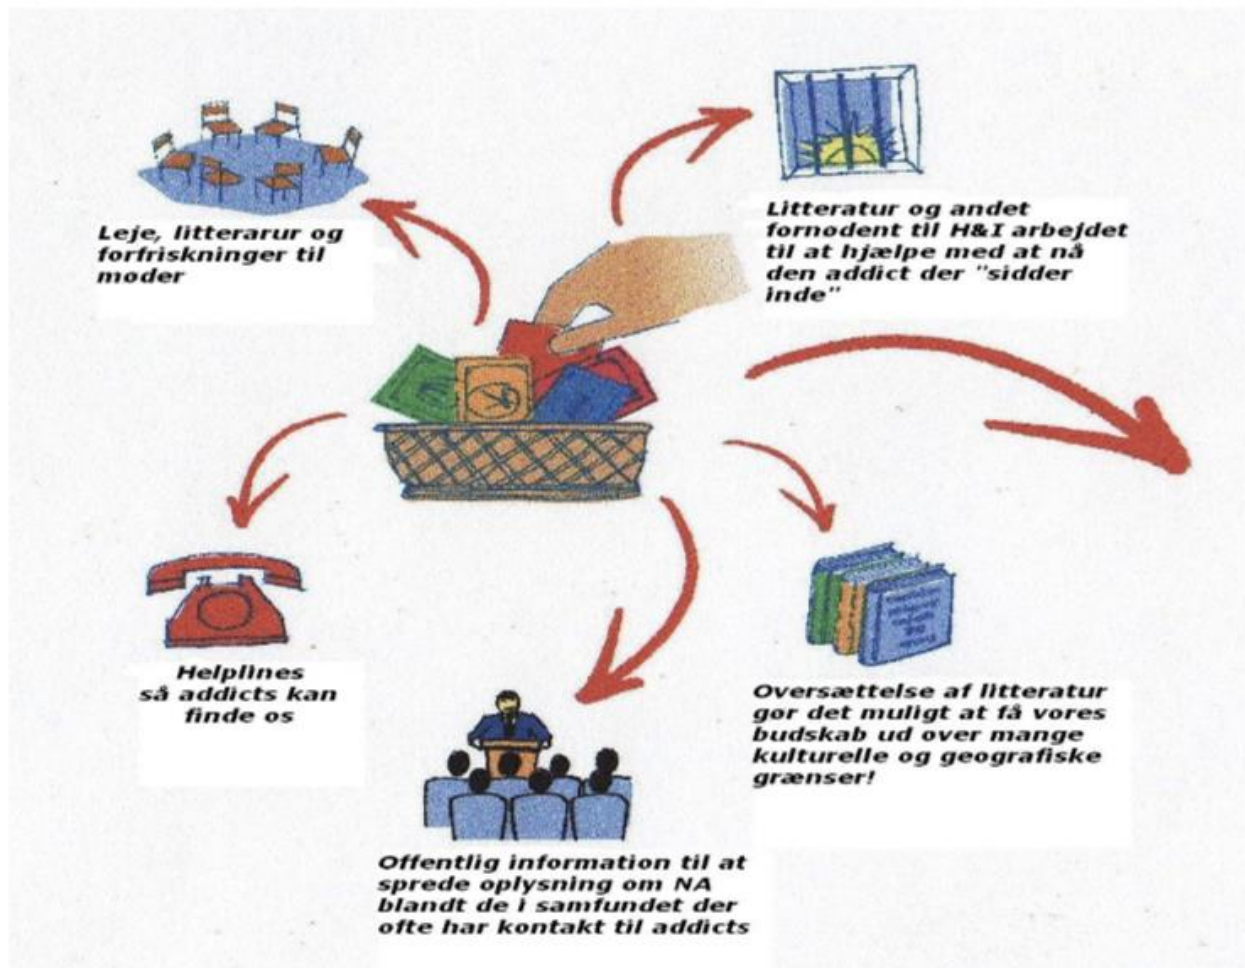 Leje, litterarur og
forfriskninger til
moder
Litteratur og andet
fornodent til H&I arbejdet
til at hjælpe med at nå
den addict der "sidder
inde"
Helplines
så addicts kan
finde os
Oversættelse af litteratur
gor det muligt at få vores
budskab ud over mange
kulturelle og geografiske
grænser!
Offentlig information til at
sprede oplysning om NA
blandt de i samfundet der
ofte har kontakt til addicts